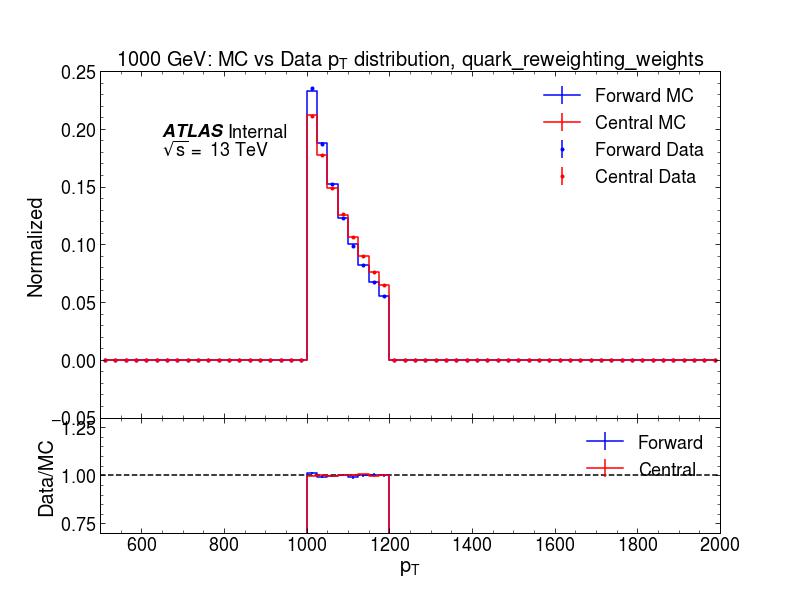 1000 GeV: MC vs Data p_T distribution, quark_reweighting_weights
0.25
0.20
0.15
0.10
0.05
0.00
−0.05
Normalized
ATLAS Internal
√s = 13 TeV
Forward MC
Central MC
Forward Data
Central Data
1.25
1.00
0.75
Data/MC
Forward
Central
600 800 1000 1200 1400 1600 1800 2000
p_T